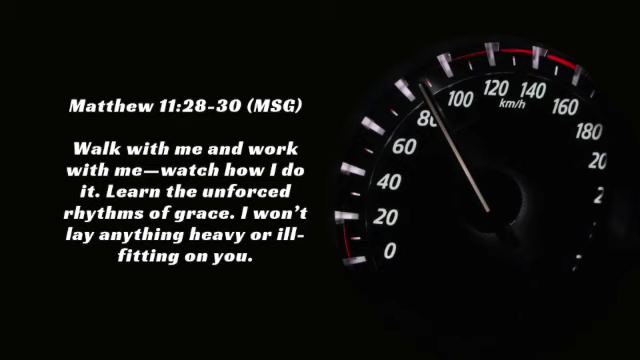 Matthew 11:28-30 (MSG)
Walk with me and work
with me—watch how I do
it. Learn the unforced
rhythms of grace. I won't
lay anything heavy or ill-
fitting on you.
0
20
40
60
80
100
120
140
160
180
km/h